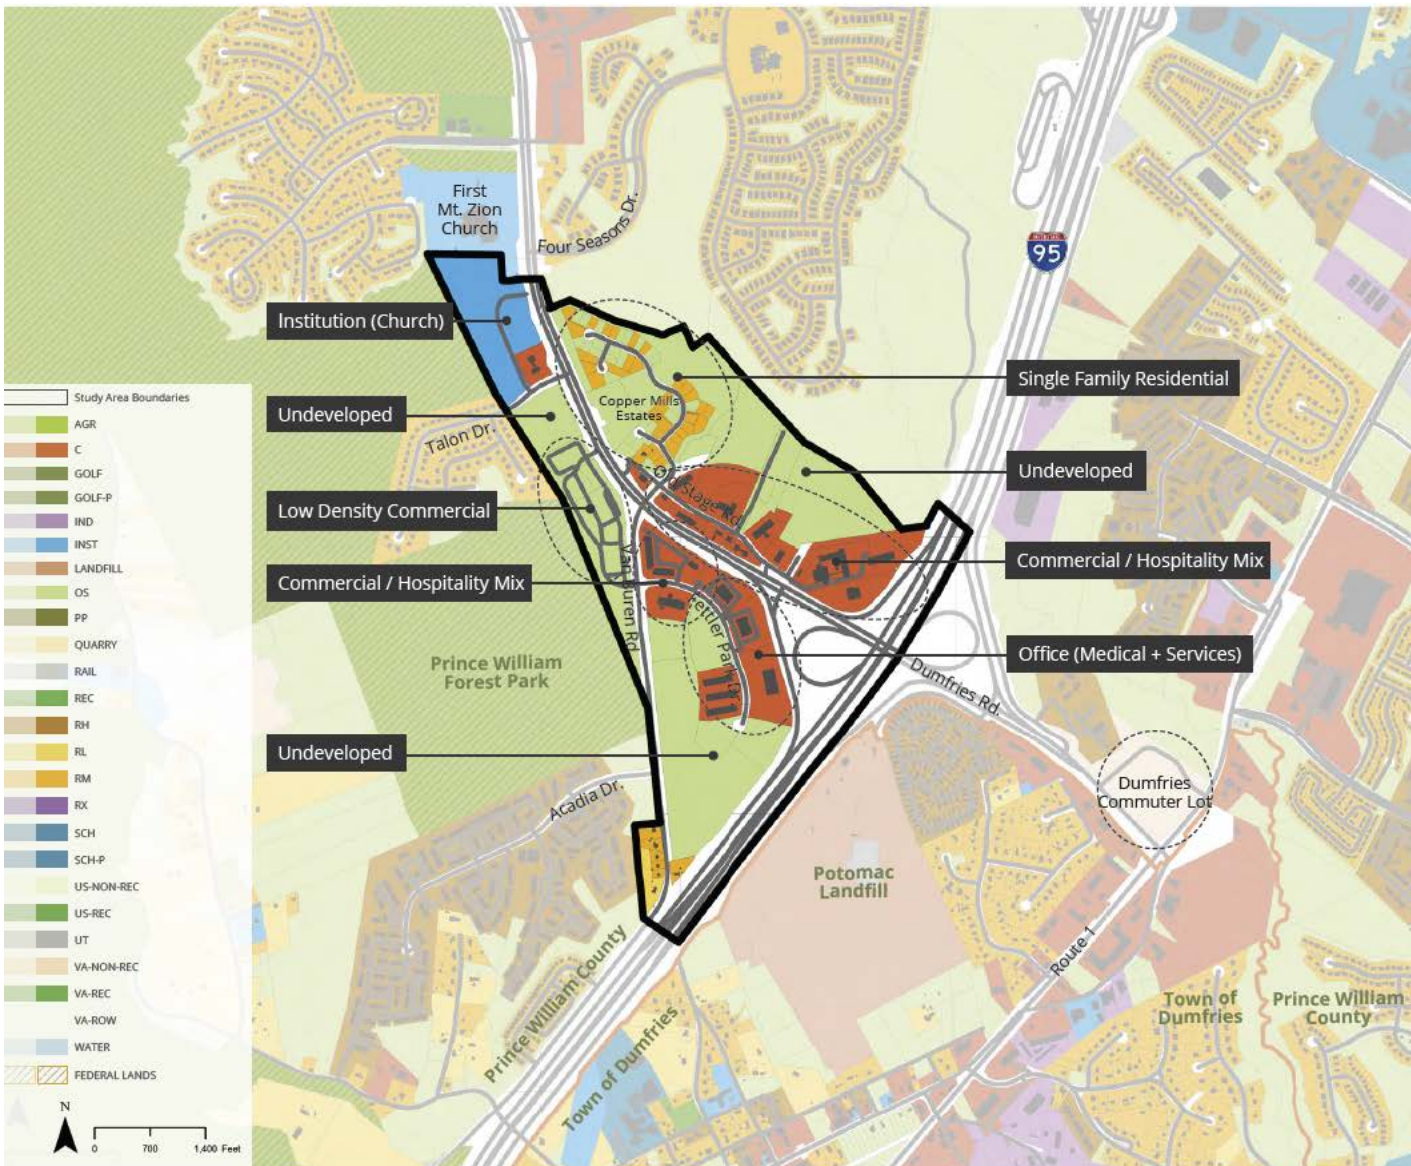 First
Mt. Zion
Church
Four Seasons Dr.
INTERSTATE
95
Institution (Church)
Single Family Residential
Copper Mills
Estates
Undeveloped
Talon Dr.
Old Stage Rd.
Undeveloped
Low Density Commercial
Van Buren Rd.
Commercial / Hospitality Mix
Commercial / Hospitality Mix
Fettler Park Dr.
Office (Medical + Services)
Prince William
Forest Park
Dumfries Rd.
Undeveloped
Acadia Dr.
Dumfries
Commuter Lot
Potomac
Landfill
Route 1
Prince William County
Town of Dumfries
Town of
Dumfries
Prince William
County
Study Area Boundaries
AGR
C
GOLF
GOLF-P
IND
INST
LANDFILL
OS
PP
QUARRY
RAIL
REC
RH
RL
RM
RX
SCH
SCH-P
US-NON-REC
US-REC
UT
VA-NON-REC
VA-REC
VA-ROW
WATER
FEDERAL LANDS
N
0 700 1,400 Feet